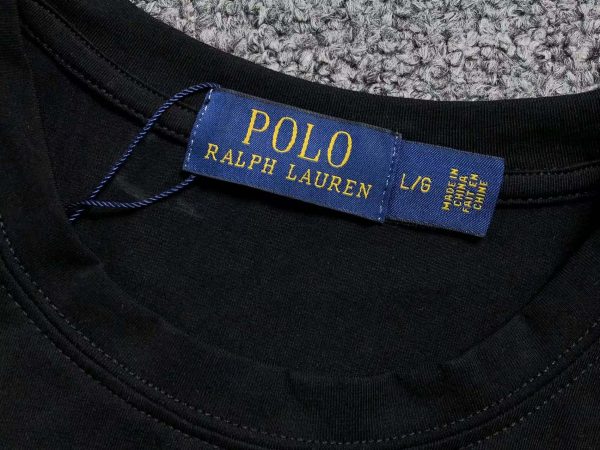 POLO
RALPH LAUREN
L/G
MADE IN
CHINA
FAIT EN
CHINE